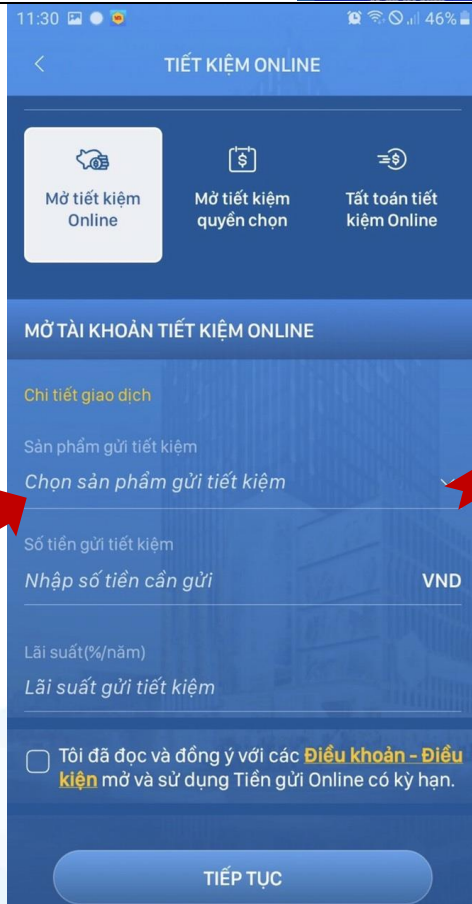 11:30 46%
TIẾT KIỆM ONLINE
Mở tiết kiệm Online
Mở tiết kiệm quyền chọn
Tất toán tiết kiệm Online
MỞ TÀI KHOẢN TIẾT KIỆM ONLINE
Chi tiết giao dịch
Sản phẩm gửi tiết kiệm
Chọn sản phẩm gửi tiết kiệm
Số tiền gửi tiết kiệm
Nhập số tiền cần gửi VND
Lãi suất(%/năm)
Lãi suất gửi tiết kiệm
Tôi đã đọc và đồng ý với các Điều khoản - Điều
kiện mở và sử dụng Tiền gửi Online có kỳ hạn.
TIẾP TỤC